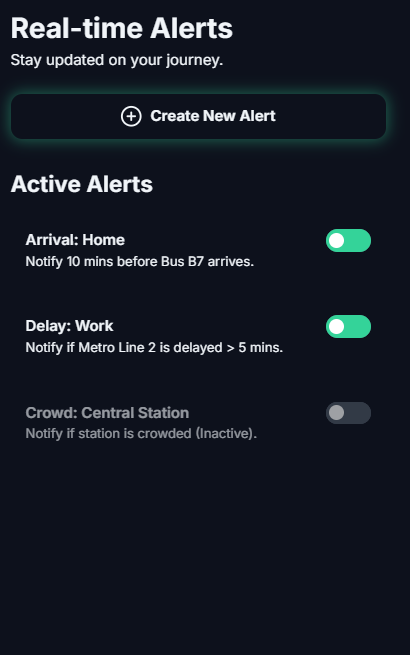 Real-time Alerts
Stay updated on your journey.
Create New Alert
Active Alerts
Arrival: Home
Notify 10 mins before Bus B7 arrives.
Delay: Work
Notify if Metro Line 2 is delayed > 5 mins.
Crowd: Central Station
Notify if station is crowded (Inactive).